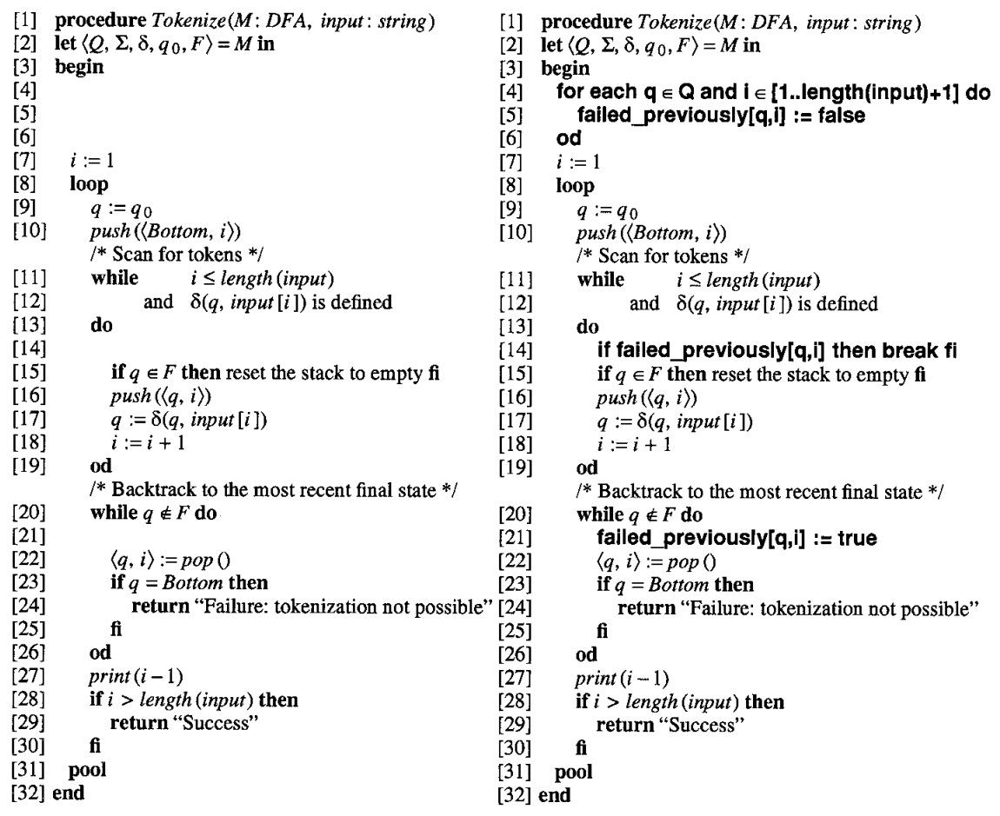 [1] procedure Tokenize(M: DFA, input: string)
[2] let ⟨Q, Σ, δ, q0, F⟩ = M in
[3] begin
[4]
[5]
[6]
[7] i := 1
[8] loop
[9] q := q0
[10] push(⟨Bottom, i⟩)
/* Scan for tokens */
[11] while i ≤ length(input)
[12] and δ(q, input[i]) is defined
[13] do
[14]
[15] if q ∈ F then reset the stack to empty fi
[16] push(⟨q, i⟩)
[17] q := δ(q, input[i])
[18] i := i + 1
[19] od
/* Backtrack to the most recent final state */
[20] while q ∉ F do
[21]
[22] ⟨q, i⟩ := pop()
[23] if q = Bottom then
[24] return “Failure: tokenization not possible”
[25] fi
[26] od
[27] print(i – 1)
[28] if i > length(input) then
[29] return “Success”
[30] fi
[31] pool
[32] end
[1] procedure Tokenize(M: DFA, input: string)
[2] let ⟨Q, Σ, δ, q0, F⟩ = M in
[3] begin
[4] for each q ∈ Q and i ∈ [1..length(input)+1] do
[5] failed_previously[q,i] := false
[6] od
[7] i := 1
[8] loop
[9] q := q0
[10] push(⟨Bottom, i⟩)
/* Scan for tokens */
[11] while i ≤ length(input)
[12] and δ(q, input[i]) is defined
[13] do
[14] if failed_previously[q,i] then break fi
[15] if q ∈ F then reset the stack to empty fi
[16] push(⟨q, i⟩)
[17] q := δ(q, input[i])
[18] i := i + 1
[19] od
/* Backtrack to the most recent final state */
[20] while q ∉ F do
[21] failed_previously[q,i] := true
[22] ⟨q, i⟩ := pop()
[23] if q = Bottom then
[24] return “Failure: tokenization not possible”
[25] fi
[26] od
[27] print(i – 1)
[28] if i > length(input) then
[29] return “Success”
[30] fi
[31] pool
[32] end